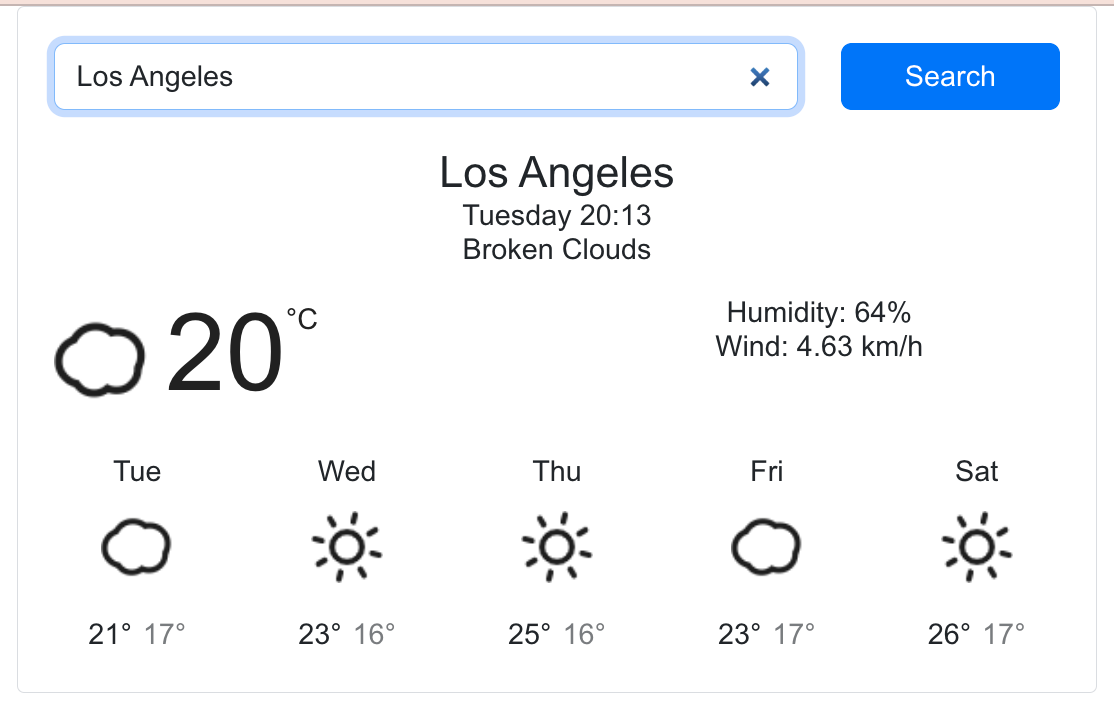 Los Angeles
Search
Los Angeles
Tuesday 20:13
Broken Clouds
20 °C
Humidity: 64%
Wind: 4.63 km/h
Tue Wed Thu Fri Sat
21° 17° 23° 16° 25° 16° 23° 17° 26° 17°